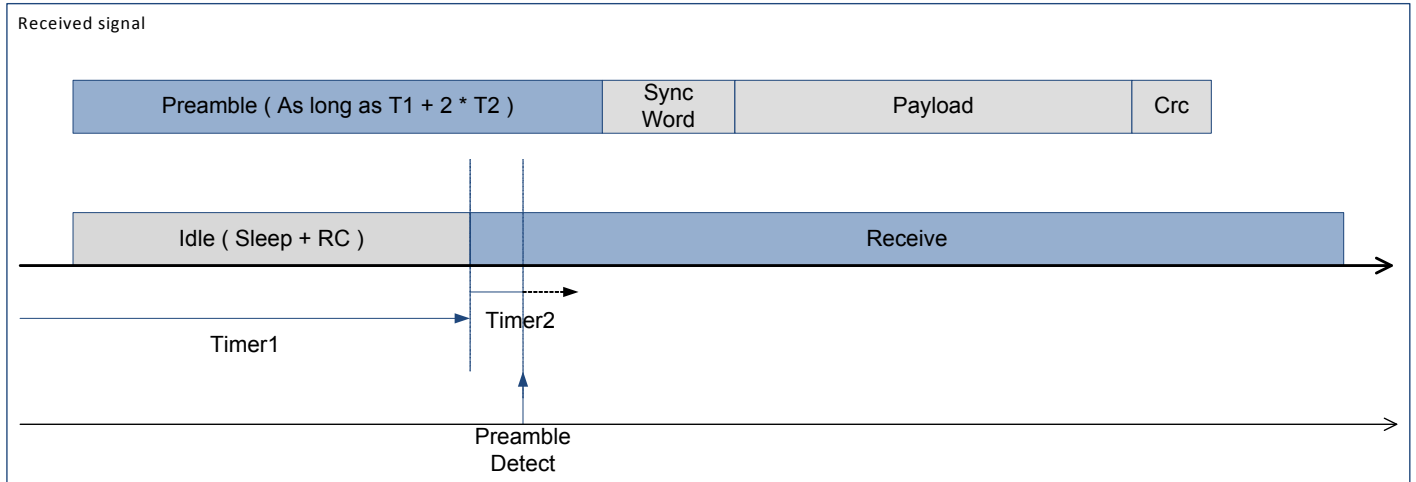 Received signal
Preamble ( As long as T1 + 2 * T2 )
Sync
Word
Payload
Crc
Idle ( Sleep + RC )
Receive
Timer2
Timer1
Preamble
Detect